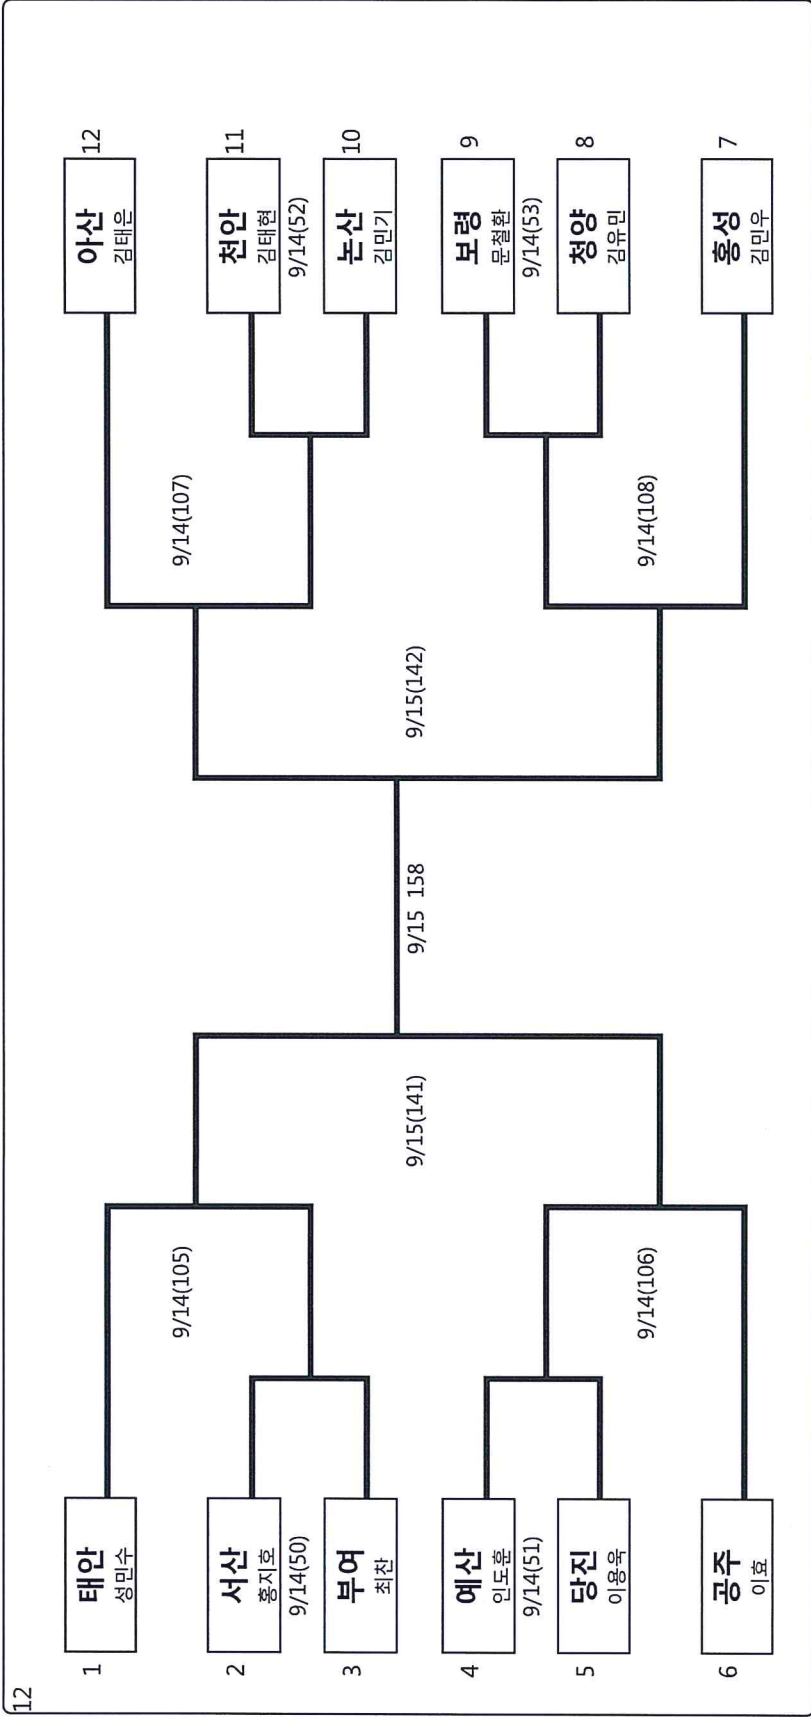 12
1
태안
성민수
2
서산
홍지호
9/14(50)
3
부여
최찬
4
예산
인도훈
9/14(51)
5
당진
이용욱
6
공주
이효
9/14(105)
9/14(106)
9/15(141)
9/15 158
9/15(142)
9/14(107)
9/14(108)
아산
김태은
12
천안
김태현
11
9/14(52)
논산
김민기
10
보령
문철환
9
9/14(53)
청양
김유민
8
홍성
김민우
7